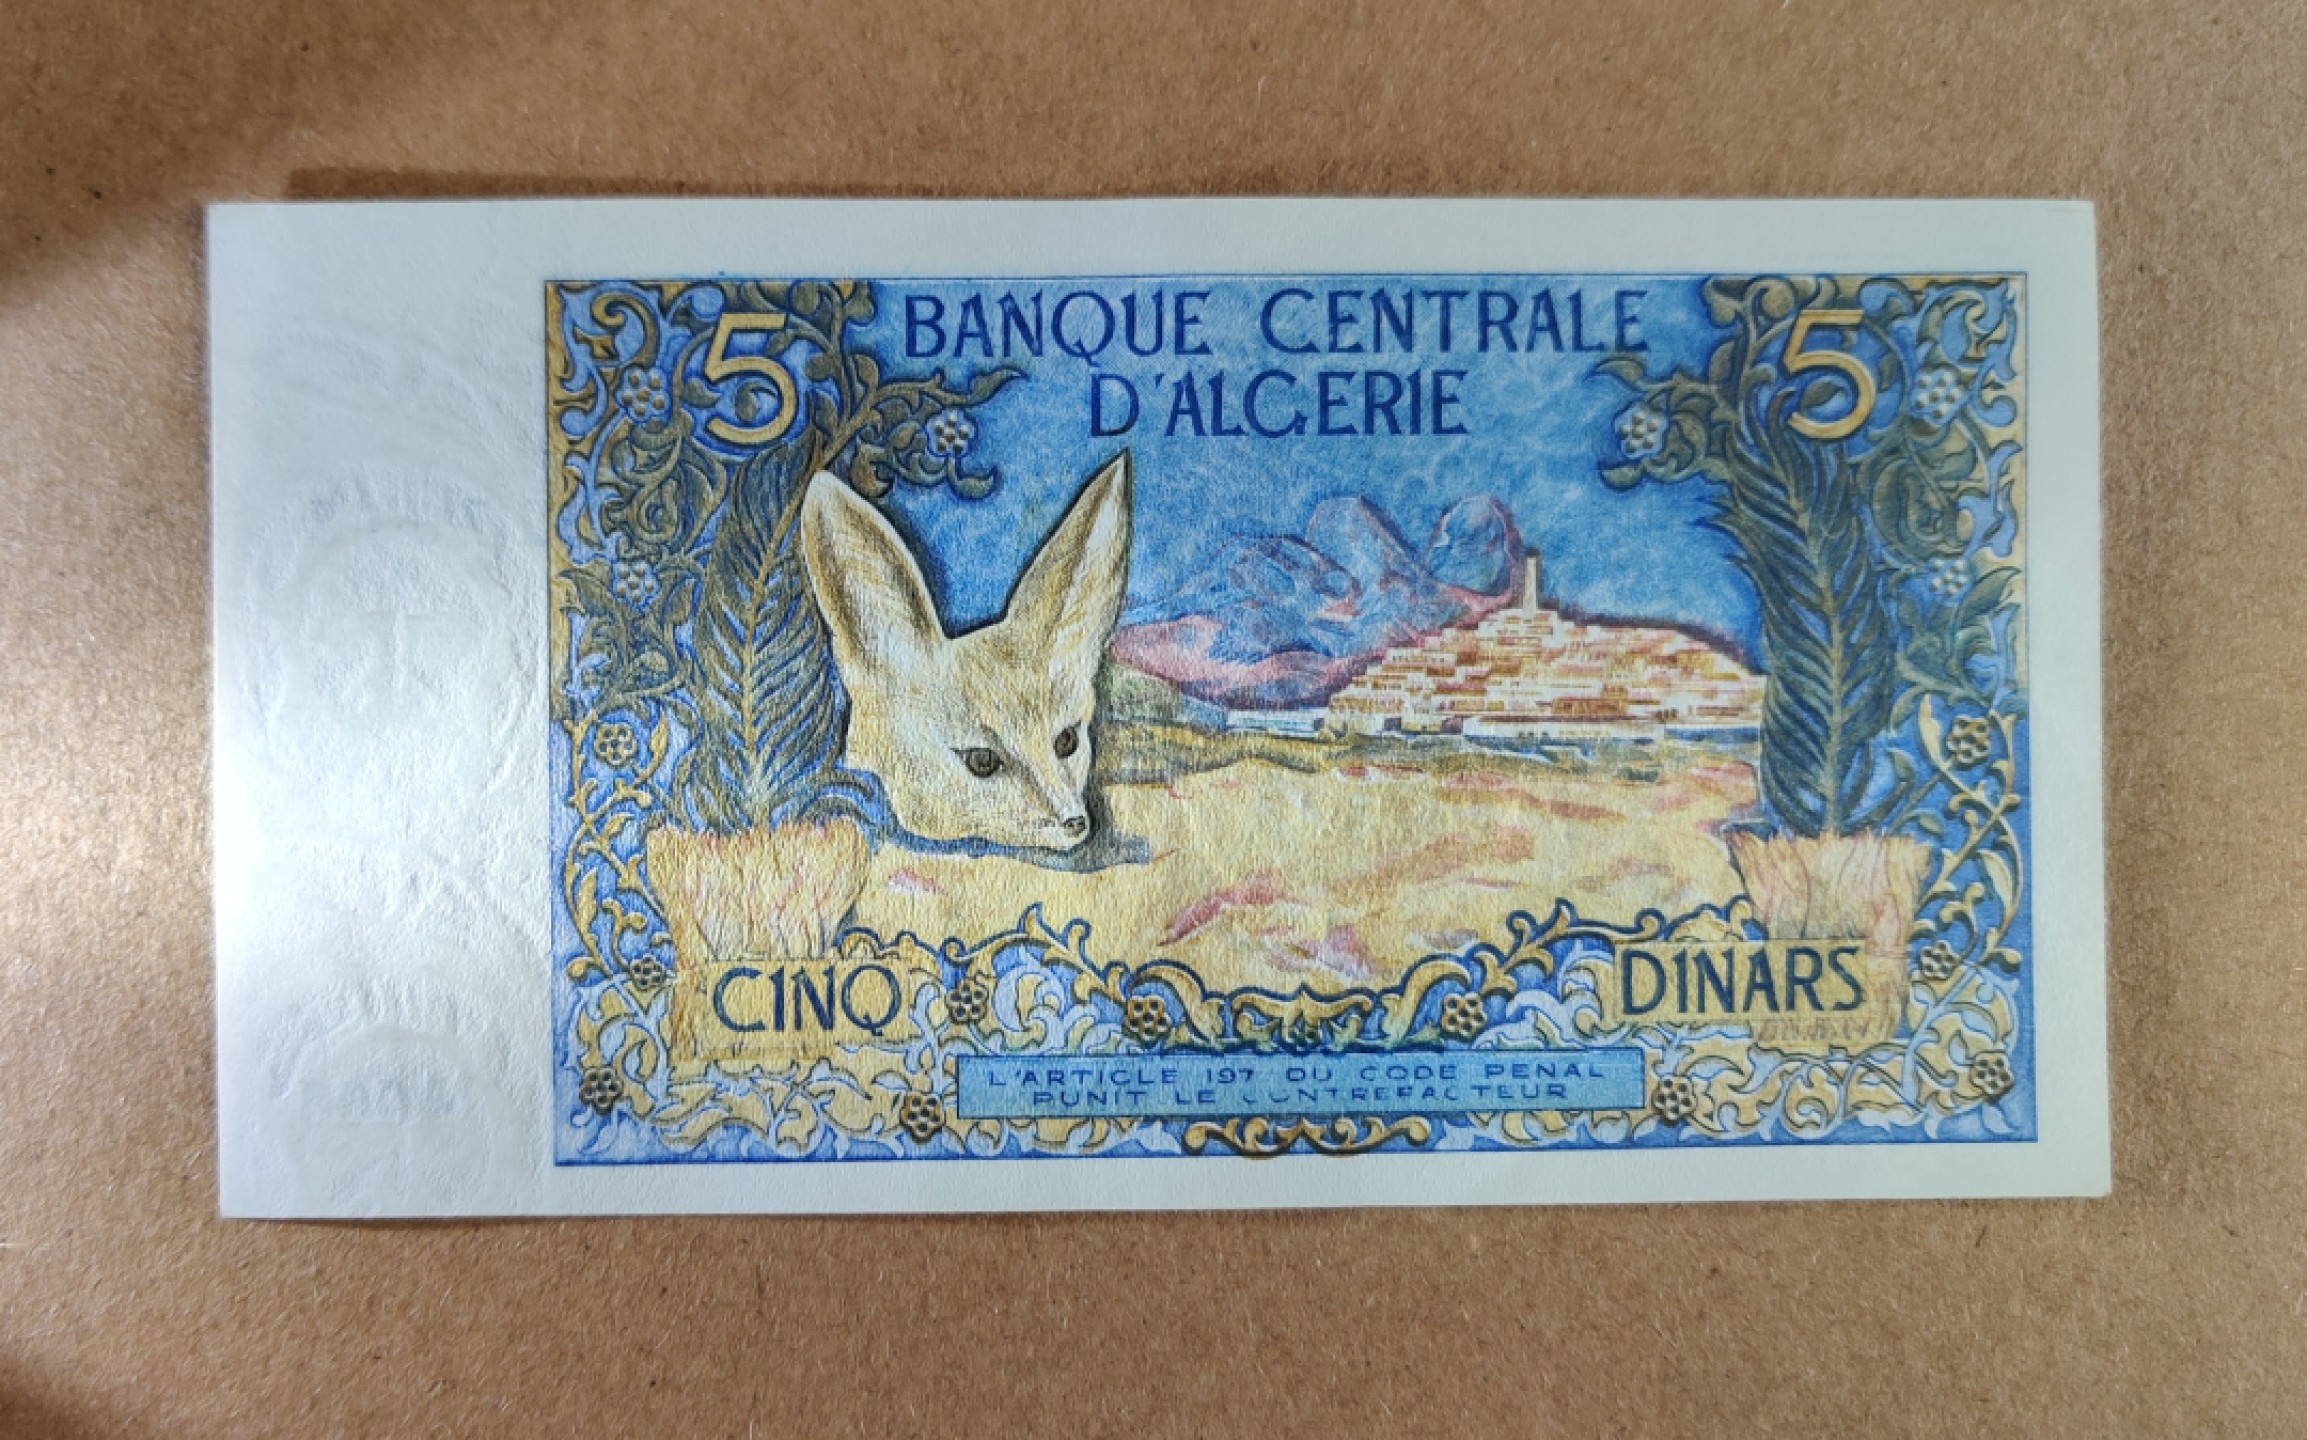 5 BANQUE CENTRALE 5
D'ALGERIE
CINQ DINARS
L'ARTICLE 197 DU CODE PENAL
PUNIT LE CONTREFACTEUR